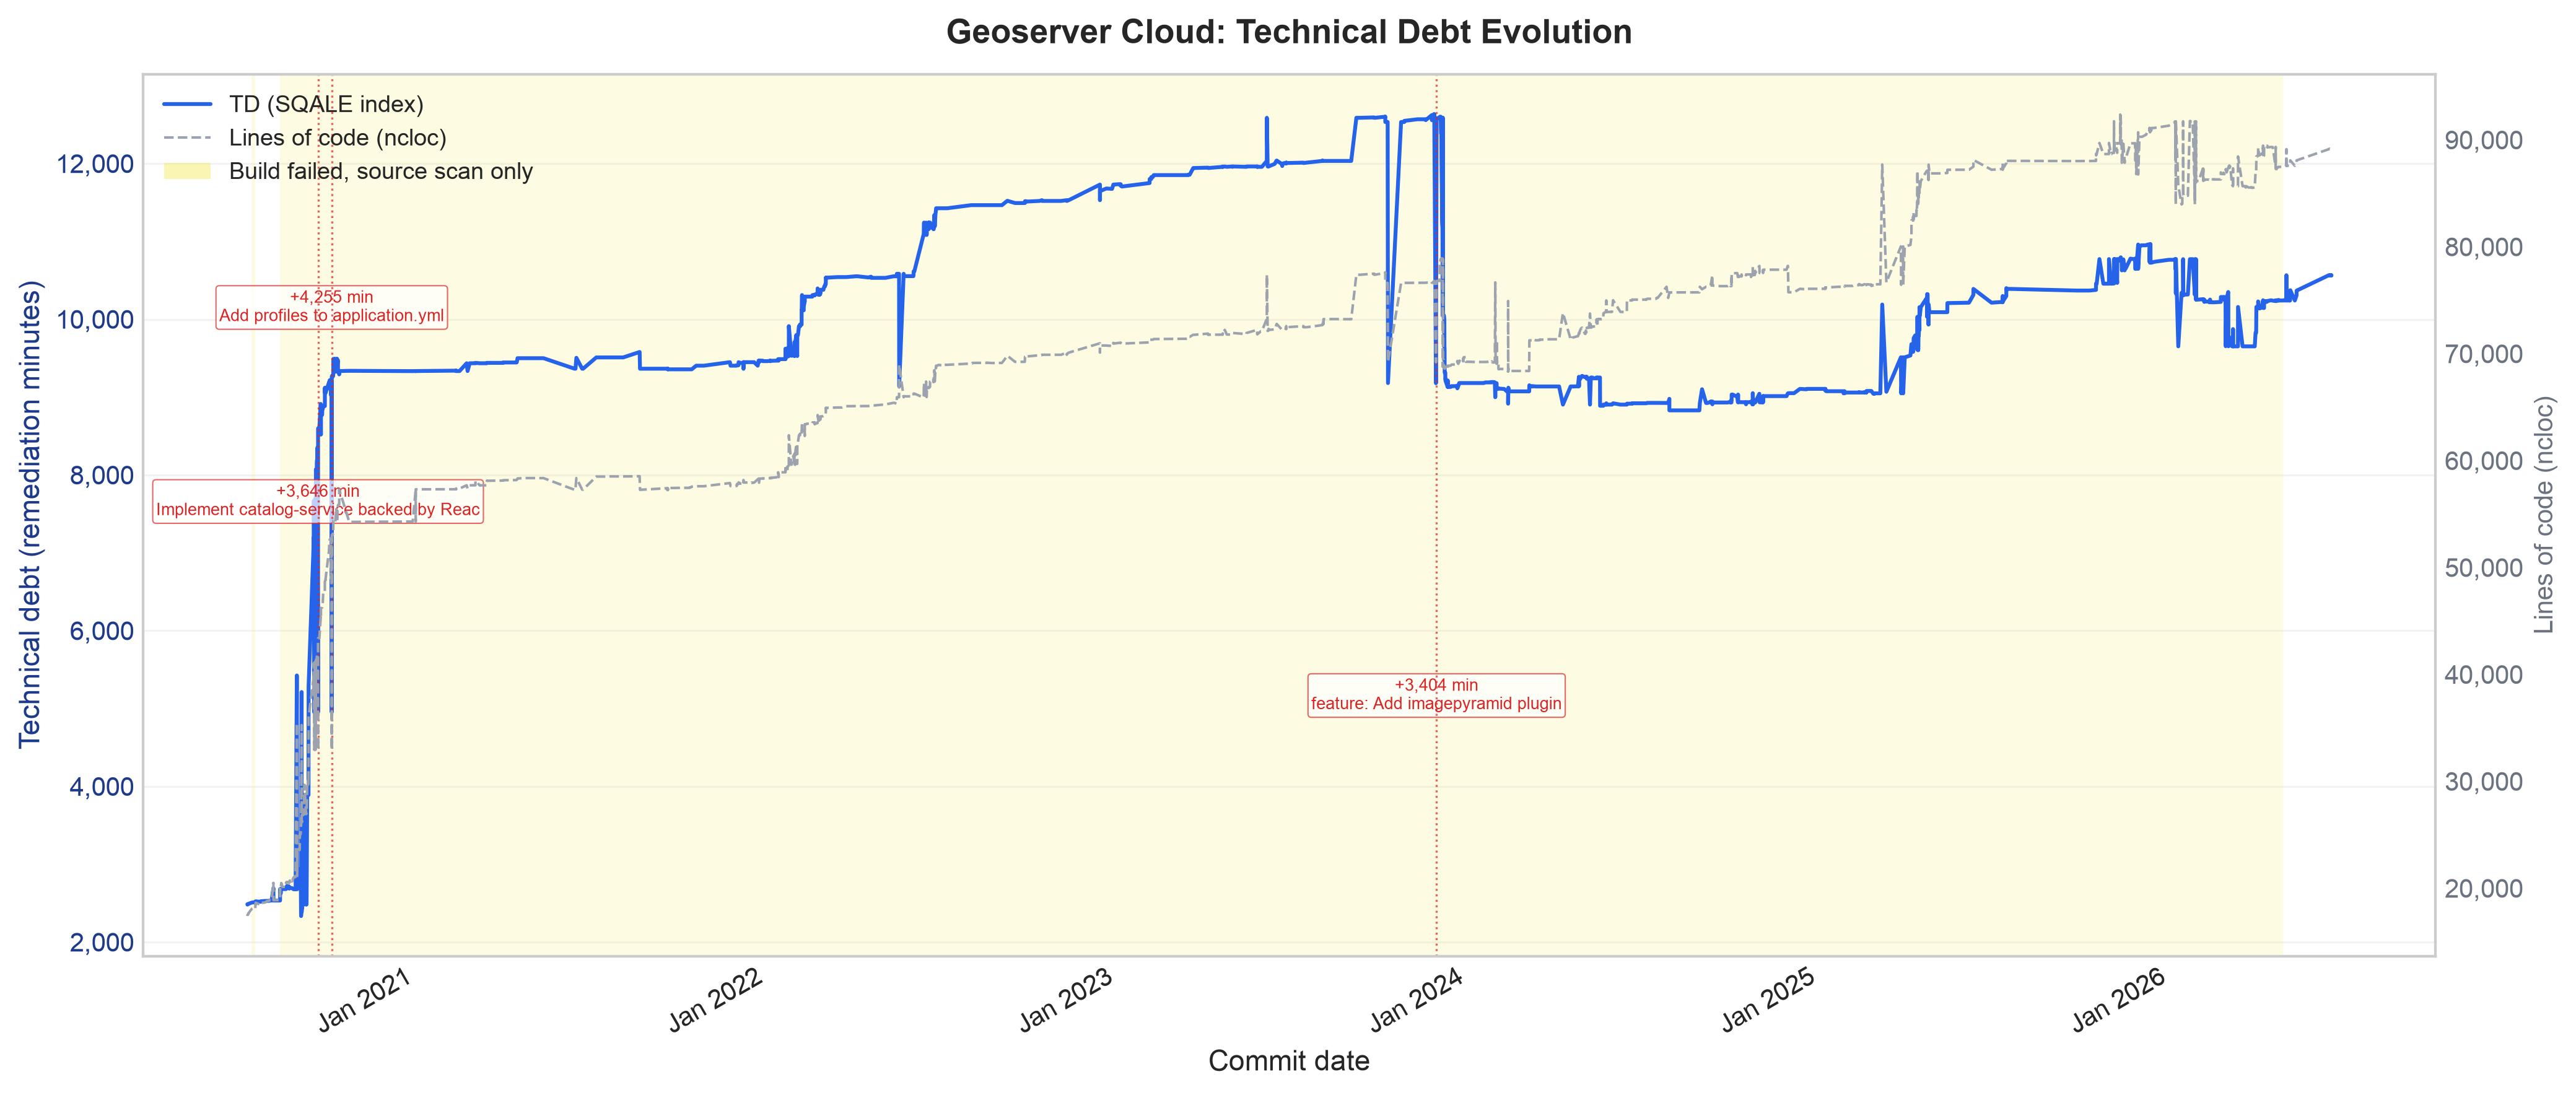 Geoserver Cloud: Technical Debt Evolution
TD (SQALE index)
Lines of code (ncloc)
Build failed, source scan only
12,000
10,000
8,000
6,000
4,000
2,000
Technical debt (remediation minutes)
+4,255 min
Add profiles to application.yml
+3,646 min
Implement catalog-service backed by Reac
+3,404 min
feature: Add imagepyramid plugin
90,000
80,000
70,000
60,000
50,000
40,000
30,000
20,000
Lines of code (ncloc)
Jan 2021
Jan 2022
Jan 2023
Jan 2024
Jan 2025
Jan 2026
Commit date